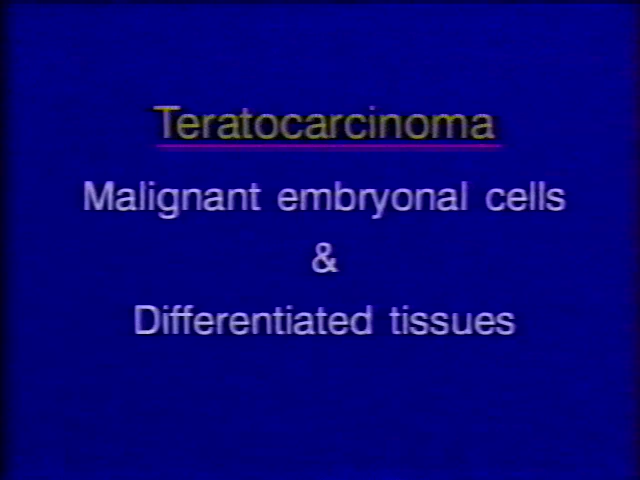 Teratocarcinoma
Malignant embryonal cells
&
Differentiated tissues